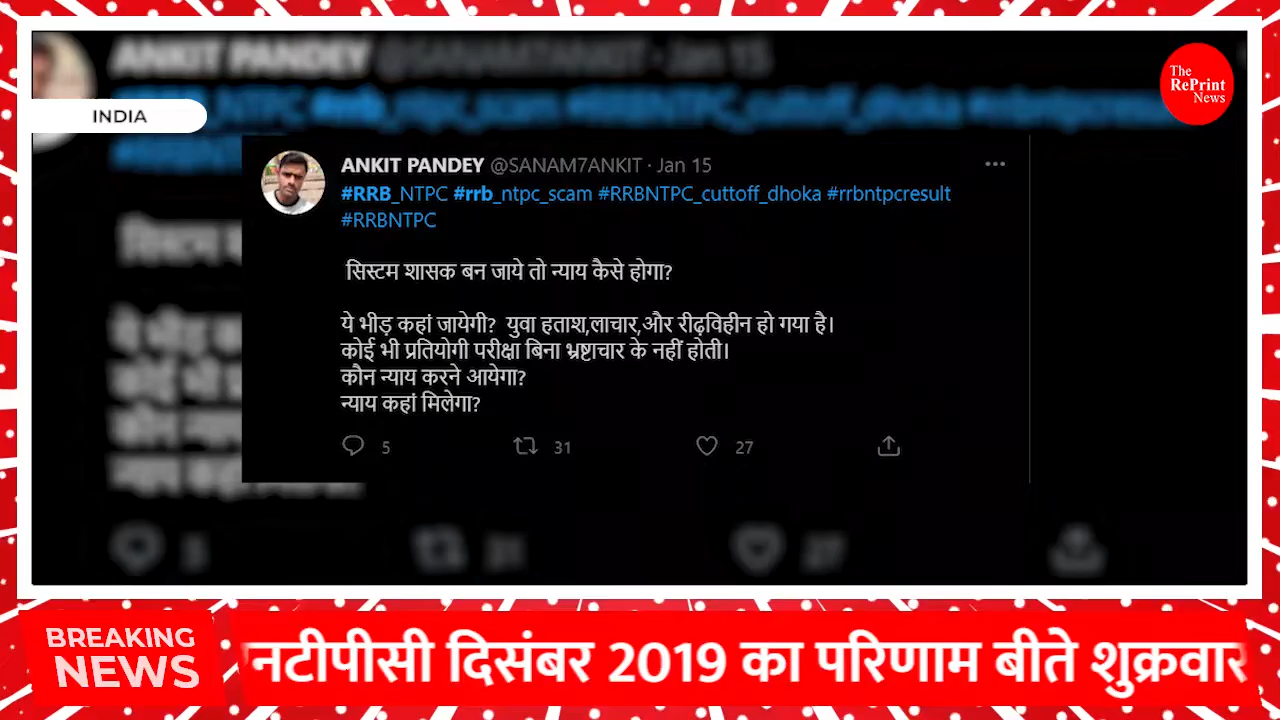 The
RePrint
News
INDIA
ANKIT PANDEY @SANAM7ANKIT · Jan 15
#RRB_NTPC #rrb_ntpc_scam #RRBNTPC_cuttoff_dhoka #rrbntpcresult
#RRBNTPC
सिस्टम शासक बन जाये तो न्याय कैसे होगा?
ये भीड़ कहां जायेगी? युवा हताश,लाचार,और रीढ़विहीन हो गया है।
कोई भी प्रतियोगी परीक्षा बिना भ्रष्टाचार के नहीं होती।
कौन न्याय करने आयेगा?
न्याय कहां मिलेगा?
5 31 27
BREAKING
NEWS
नटीपीसी दिसंबर 2019 का परिणाम बीते शुक्रवार